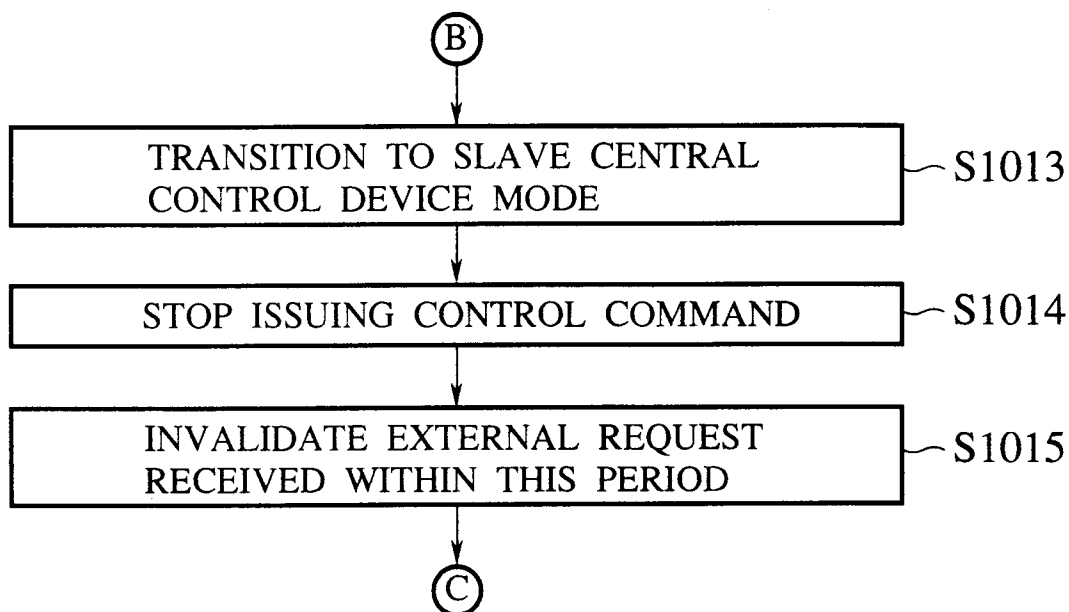 B
TRANSITION TO SLAVE CENTRAL
CONTROL DEVICE MODE
S1013
STOP ISSUING CONTROL COMMAND
S1014
INVALIDATE EXTERNAL REQUEST
RECEIVED WITHIN THIS PERIOD
S1015
C